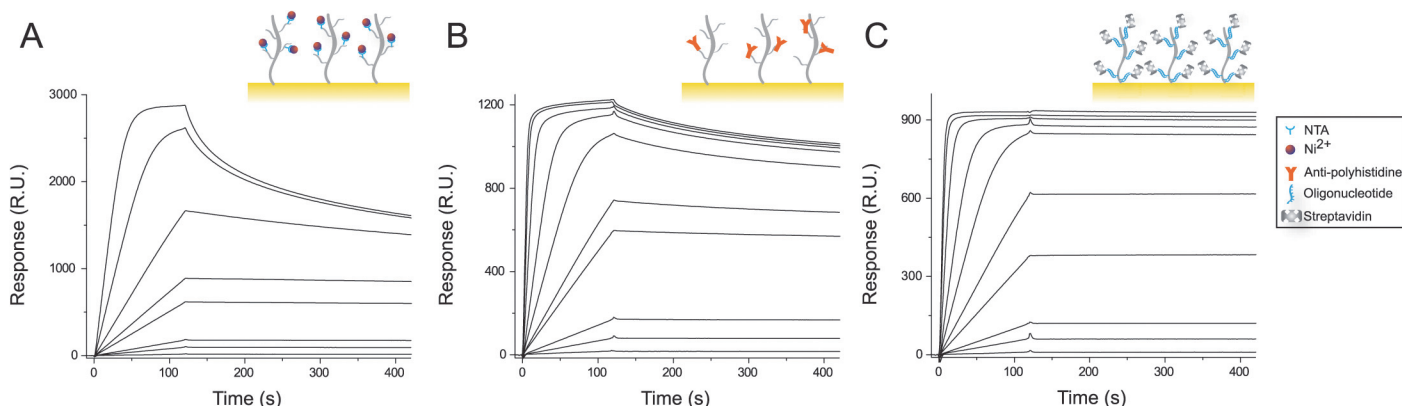 A
Response (R.U.)
3000
2000
1000
0
0
100
200
300
400
Time (s)
B
Response (R.U.)
1200
800
400
0
0
100
200
300
400
Time (s)
C
Response (R.U.)
900
600
300
0
0
100
200
300
400
Time (s)
NTA
Ni2+
Anti-polyhistidine
Oligonucleotide
Streptavidin